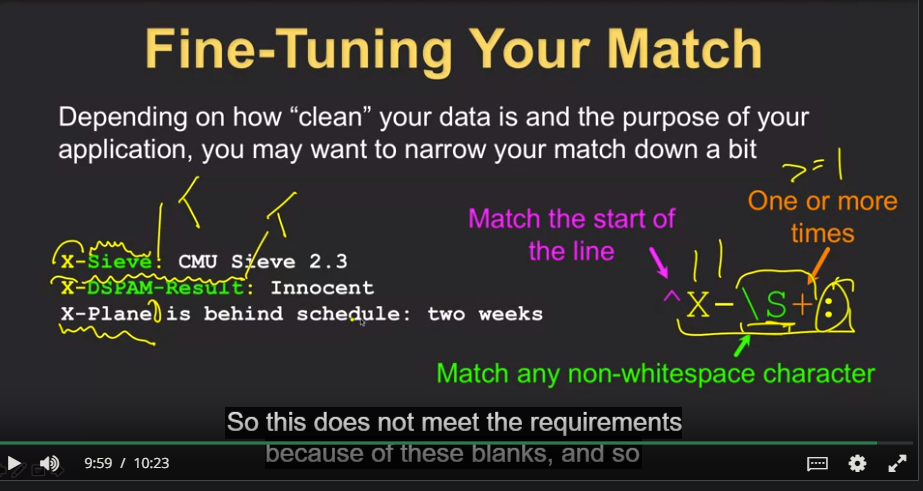 Fine-Tuning Your Match
Depending on how “clean” your data is and the purpose of your
application, you may want to narrow your match down a bit
>= 1
One or more
times
Match the start of
the line
X-Sieve: CMU Sieve 2.3
X-DSPAM-Result: Innocent
X-Plane is behind schedule: two weeks
^X-\S+:
Match any non-whitespace character
So this does not meet the requirements
because of these blanks, and so
9:59 / 10:23